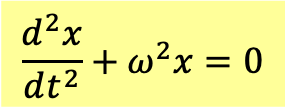 d²x/dt² + ω²x = 0